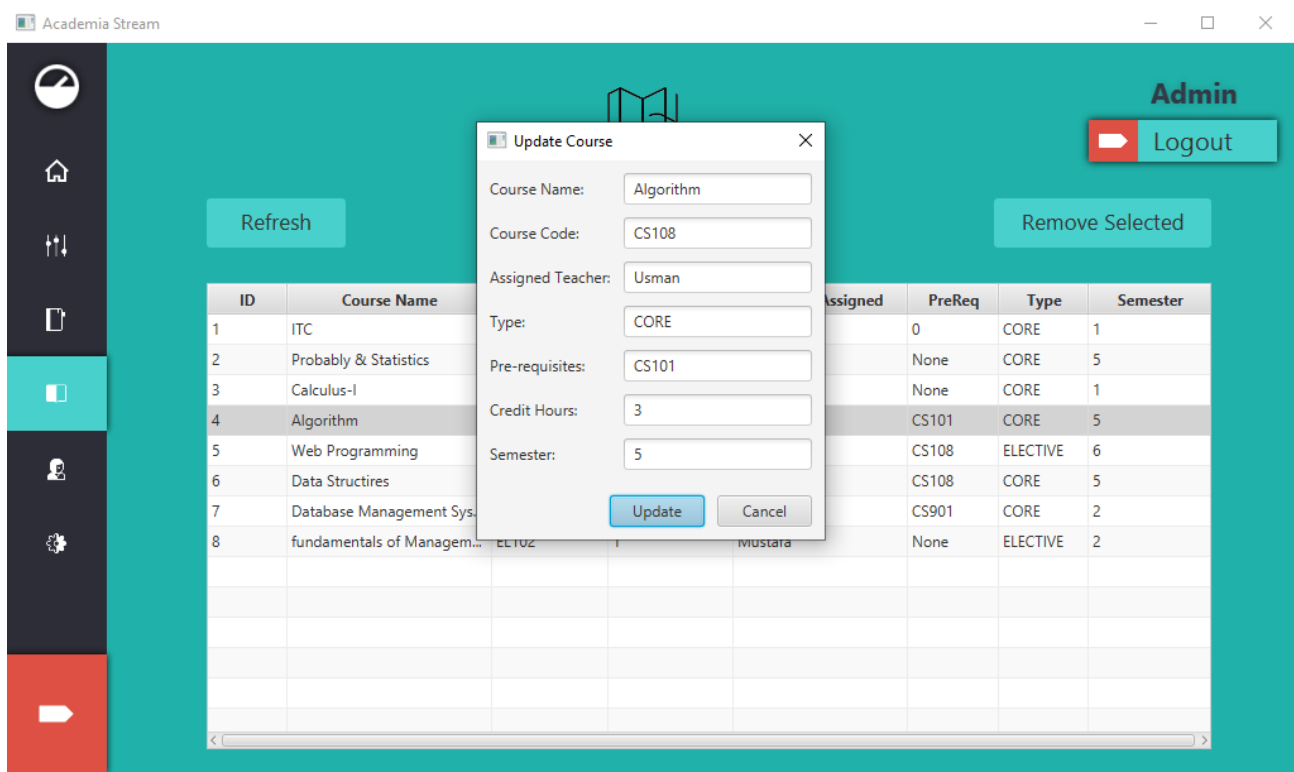 Academia Stream
Admin
Logout
Update Course
Course Name: Algorithm
Course Code: CS108
Assigned Teacher: Usman
Type: CORE
Pre-requisites: CS101
Credit Hours: 3
Semester: 5
Update Cancel
Refresh
Remove Selected
ID Course Name Assigned PreReq Type Semester
1 ITC 0 CORE 1
2 Probably & Statistics None CORE 5
3 Calculus-I None CORE 1
4 Algorithm CS101 CORE 5
5 Web Programming CS108 ELECTIVE 6
6 Data Structires CS108 CORE 5
7 Database Management Sys... CS901 CORE 2
8 fundamentals of Managem... EL102 1 Mustafa None ELECTIVE 2